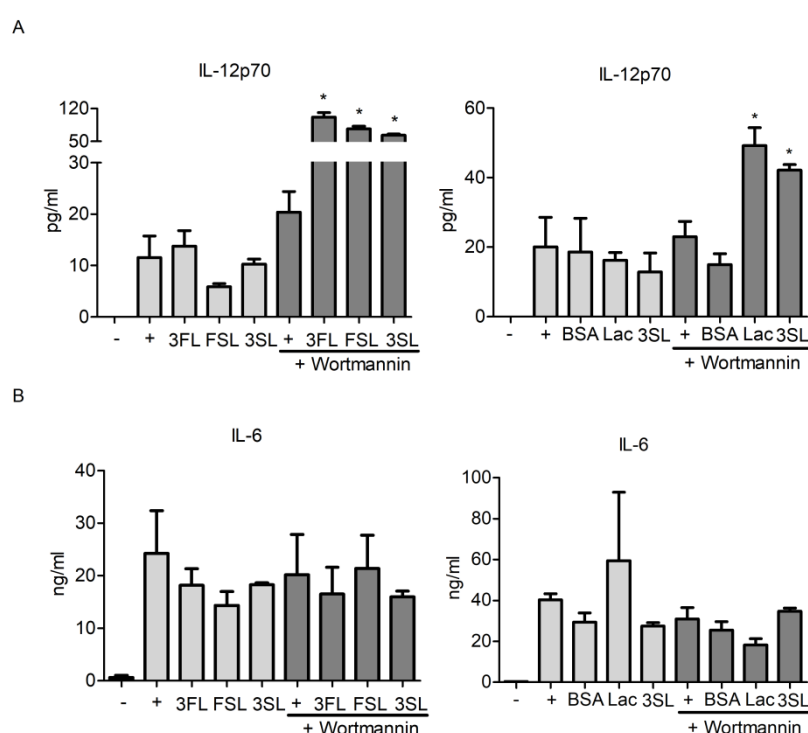 A
IL-12p70
120
50
30
20
10
0
pg/ml
*
*
*
- + 3FL FSL 3SL + 3FL FSL 3SL
+ Wortmannin
IL-12p70
60
40
20
0
pg/ml
*
*
- + BSA Lac 3SL + BSA Lac 3SL
+ Wortmannin
B
IL-6
40
30
20
10
0
ng/ml
- + 3FL FSL 3SL + 3FL FSL 3SL
+ Wortmannin
IL-6
100
80
60
40
20
0
ng/ml
- + BSA Lac 3SL + BSA Lac 3SL
+ Wortmannin